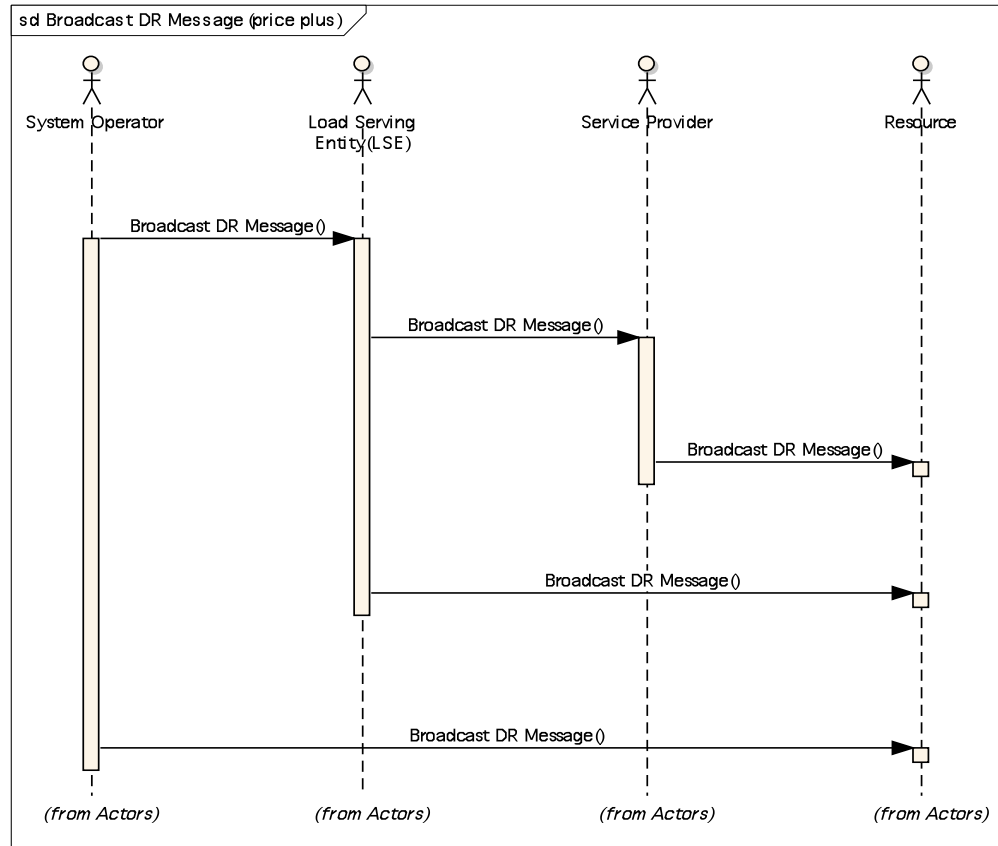 sd Broadcast DR Message (price plus)
System Operator
Load Serving
Entity(LSE)
Service Provider
Resource
Broadcast DR Message()
Broadcast DR Message()
Broadcast DR Message()
Broadcast DR Message()
Broadcast DR Message()
(from Actors)
(from Actors)
(from Actors)
(from Actors)